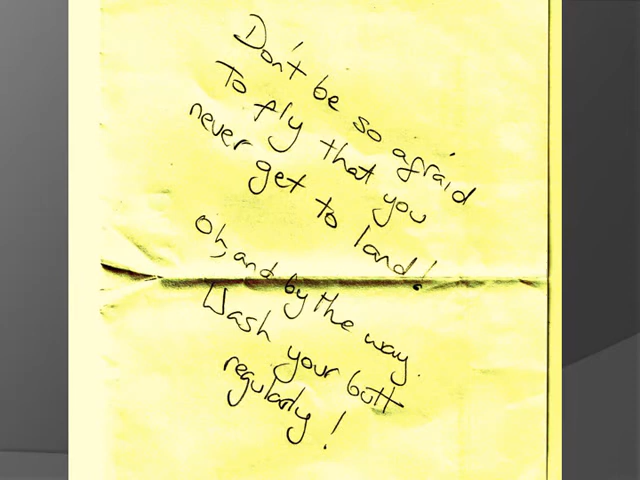 Don't be so afraid
To fly that you
never get to land!
Oh, and by the way.
Wash your butt
regularly!